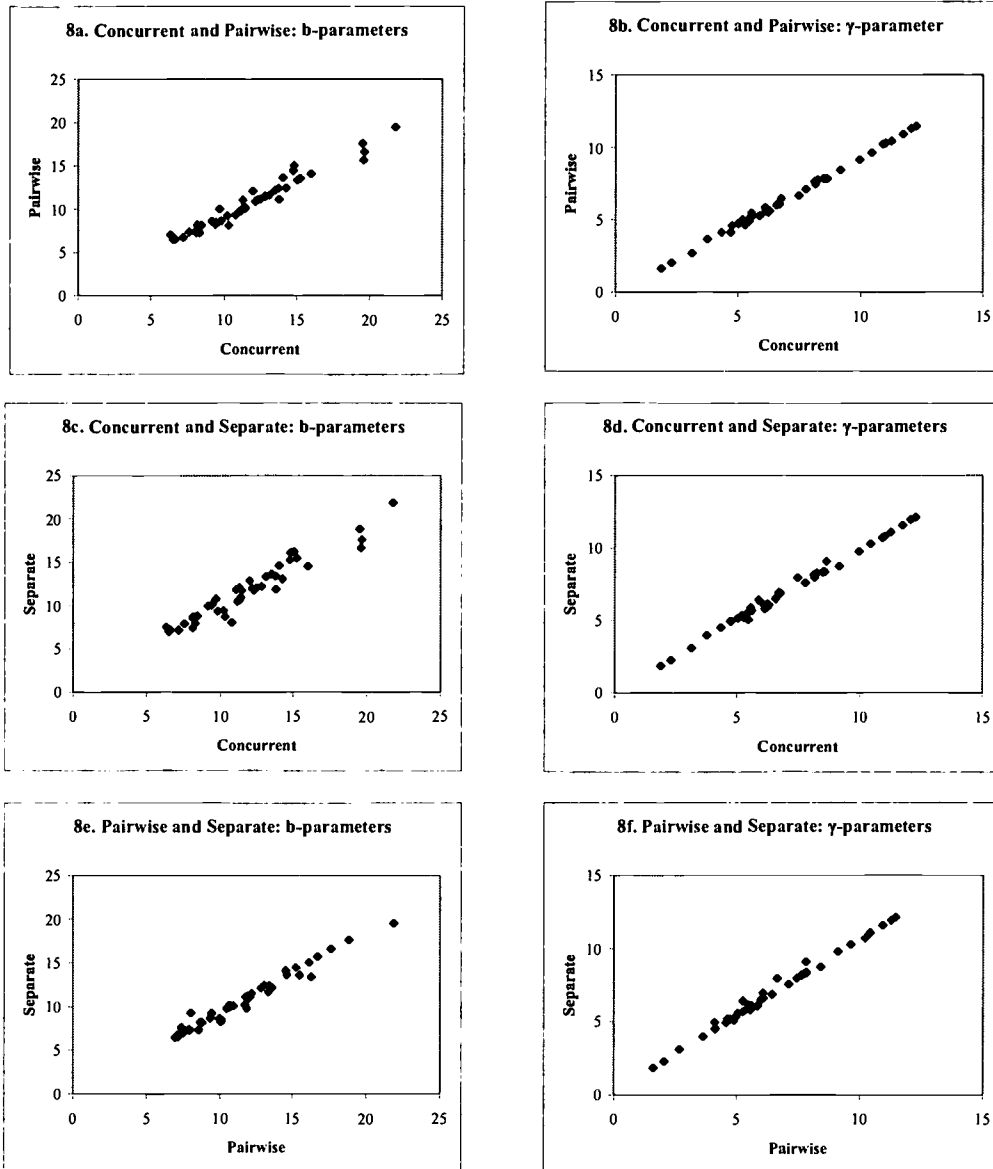 8a. Concurrent and Pairwise: b-parameters
25
20
15
10
5
0
Pairwise
0 5 10 15 20 25
Concurrent
8b. Concurrent and Pairwise: γ-parameter
15
10
5
0
Pairwise
0 5 10 15
Concurrent
8c. Concurrent and Separate: b-parameters
25
20
15
10
5
0
Separate
0 5 10 15 20 25
Concurrent
8d. Concurrent and Separate: γ-parameters
15
10
5
0
Separate
0 5 10 15
Concurrent
8e. Pairwise and Separate: b-parameters
25
20
15
10
5
0
Separate
0 5 10 15 20 25
Pairwise
8f. Pairwise and Separate: γ-parameters
15
10
5
0
Separate
0 5 10 15
Pairwise